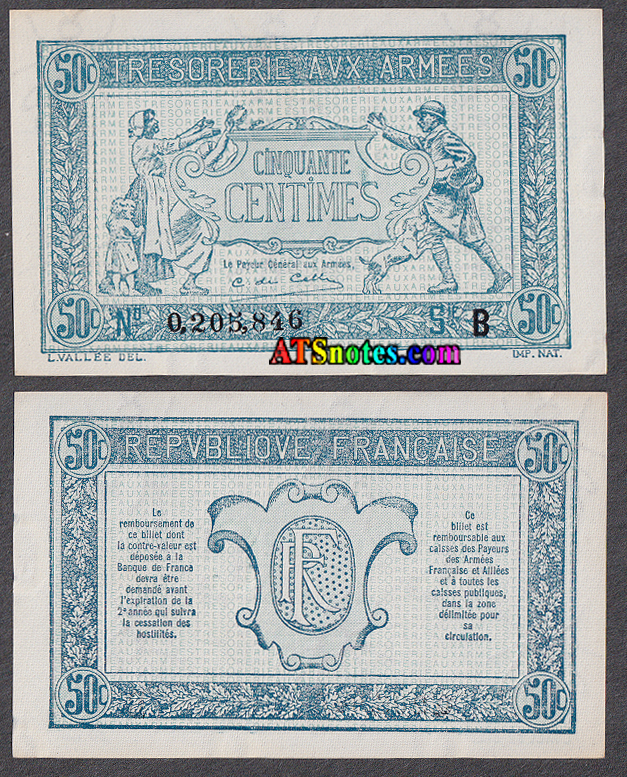 50c TRESORERIE AVX ARMEES 50c
CINQUANTE
CENTIMES
Le Payeur Général aux Armées,
50c Nº 0,205,846 Sie B 50c
L.VALLÉE DEL. IMP. NAT.
ATSnotes.com
50c REPVBLIQVE FRANCAISE 50c
Le
remboursement de
ce billet dont
la contre-valeur est
déposée à la
Banque de France
devra être
demandé avant
l'expiration de la
2e année qui suivra
la cessation des
hostilités.
RF
Ce
billet est
remboursable aux
caisses des Payeurs
des Armées
Française et Alliées
et à toutes les
caisses publiques,
dans la zone
délimitée pour
sa
circulation.
50c 50c